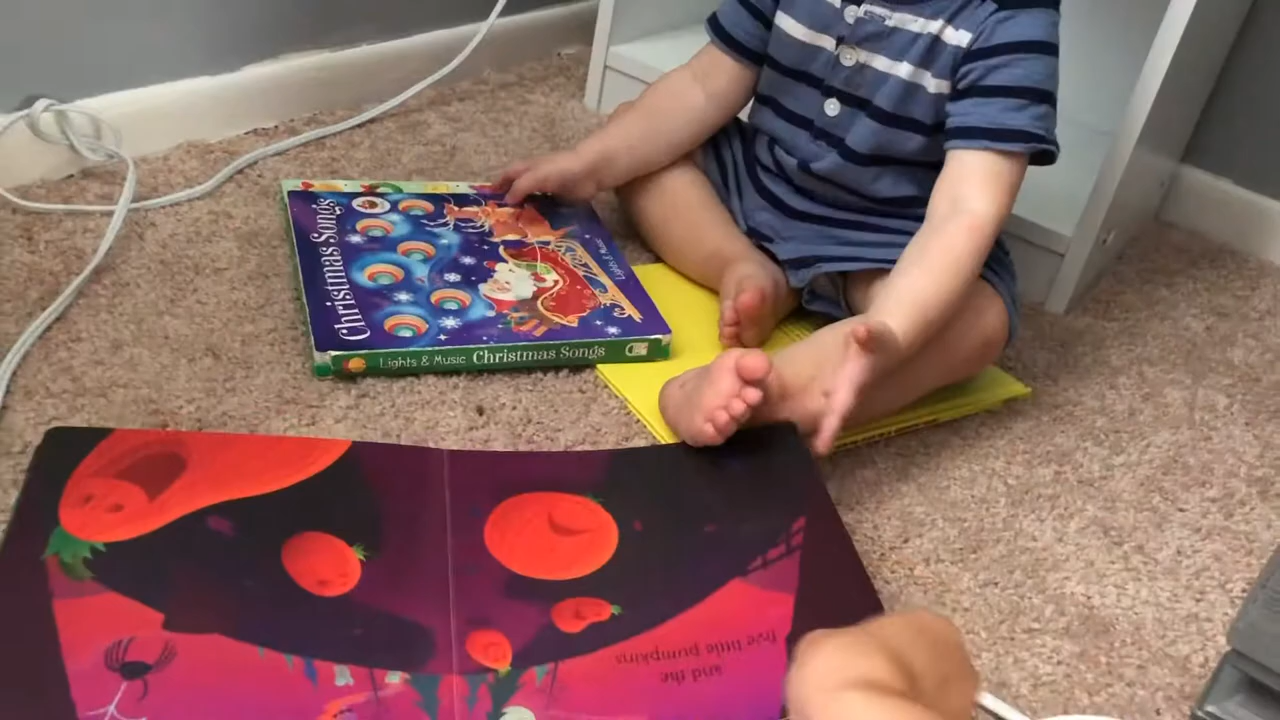 Christmas Songs
Lights & Music
Lights & Music Christmas Songs
and the
five little pumpkins